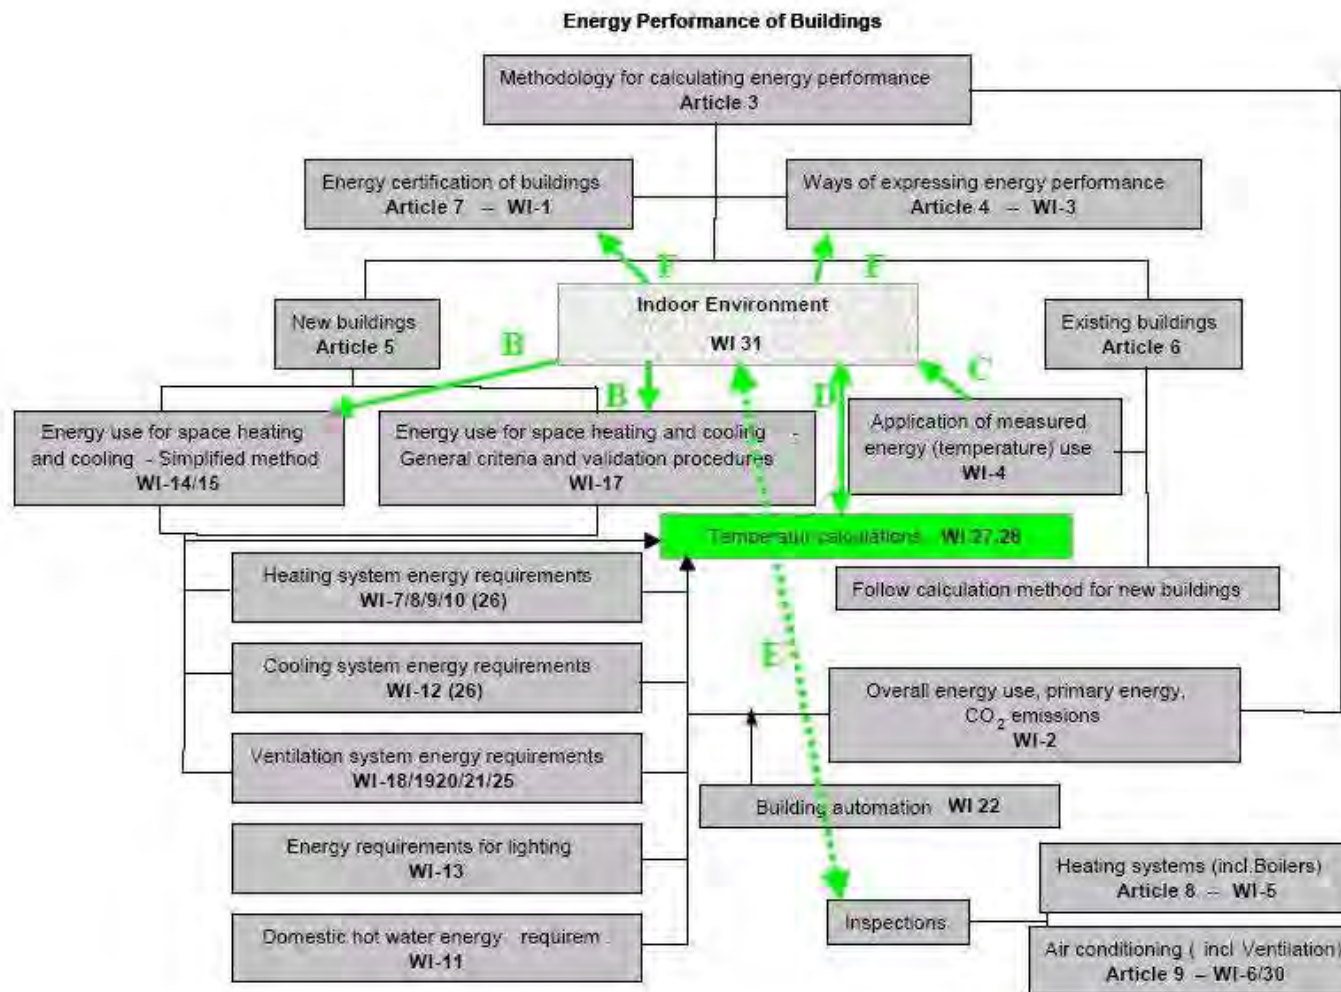 Energy Performance of Buildings
Methodology for calculating energy performance
Article 3
Energy certification of buildings
Article 7 – WI-1
Ways of expressing energy performance
Article 4 – WI-3
F
F
Indoor Environment
WI 31
New buildings
Article 5
Existing buildings
Article 6
B
B
D
C
Energy use for space heating
and cooling - Simplified method
WI-14/15
Energy use for space heating and cooling -
General criteria and validation procedures
WI-17
Application of measured
energy (temperature) use
WI-4
Temperatur calculations WI 27,28
Heating system energy requirements
WI-7/8/9/10 (26)
Follow calculation method for new buildings
E
Cooling system energy requirements
WI-12 (26)
Overall energy use, primary energy,
CO2 emissions
WI-2
Ventilation system energy requirements
WI-18/1920/21/25
Building automation WI 22
Energy requirements for lighting
WI-13
Heating systems (incl.Boilers)
Article 8 – WI-5
Inspections
Domestic hot water energy requirem .
WI-11
Air conditioning ( incl Ventilation)
Article 9 – WI-6/30